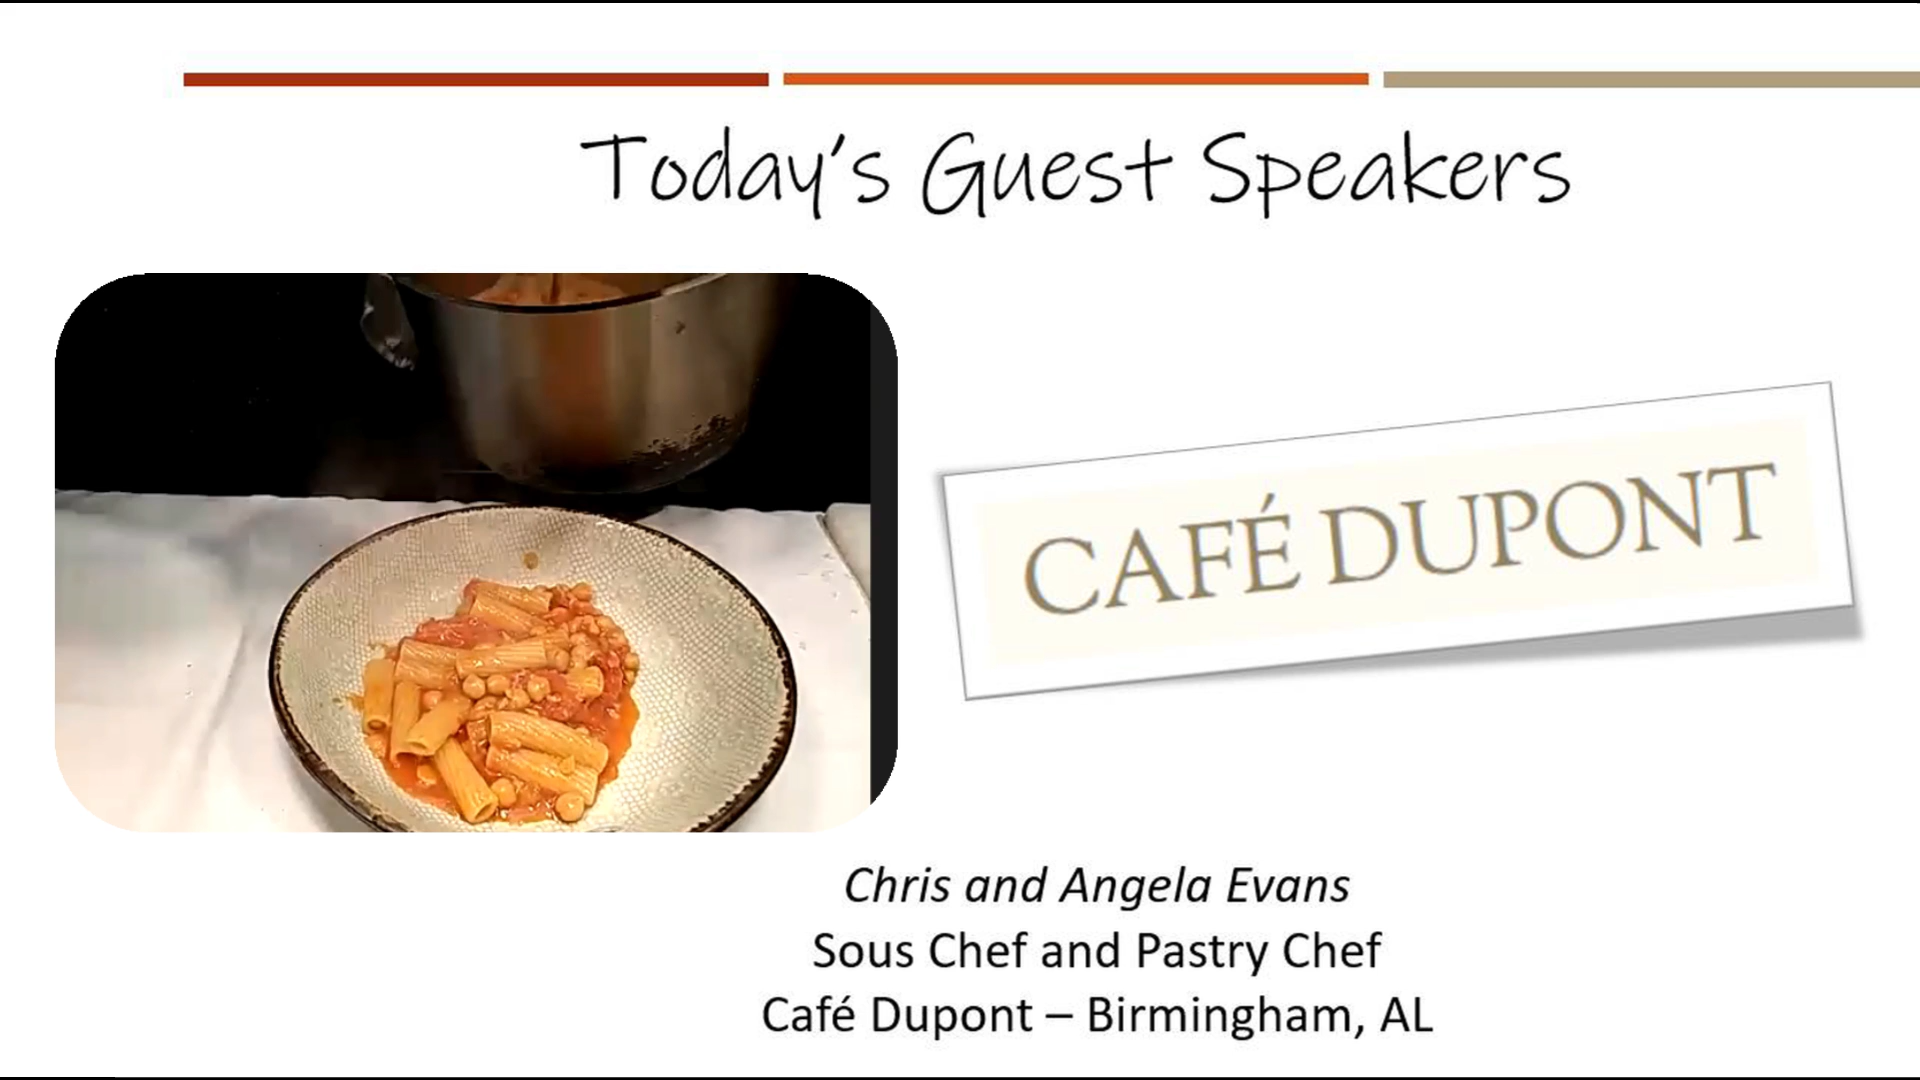 Today's Guest Speakers
CAFÉ DUPONT
Chris and Angela Evans
Sous Chef and Pastry Chef
Café Dupont – Birmingham, AL